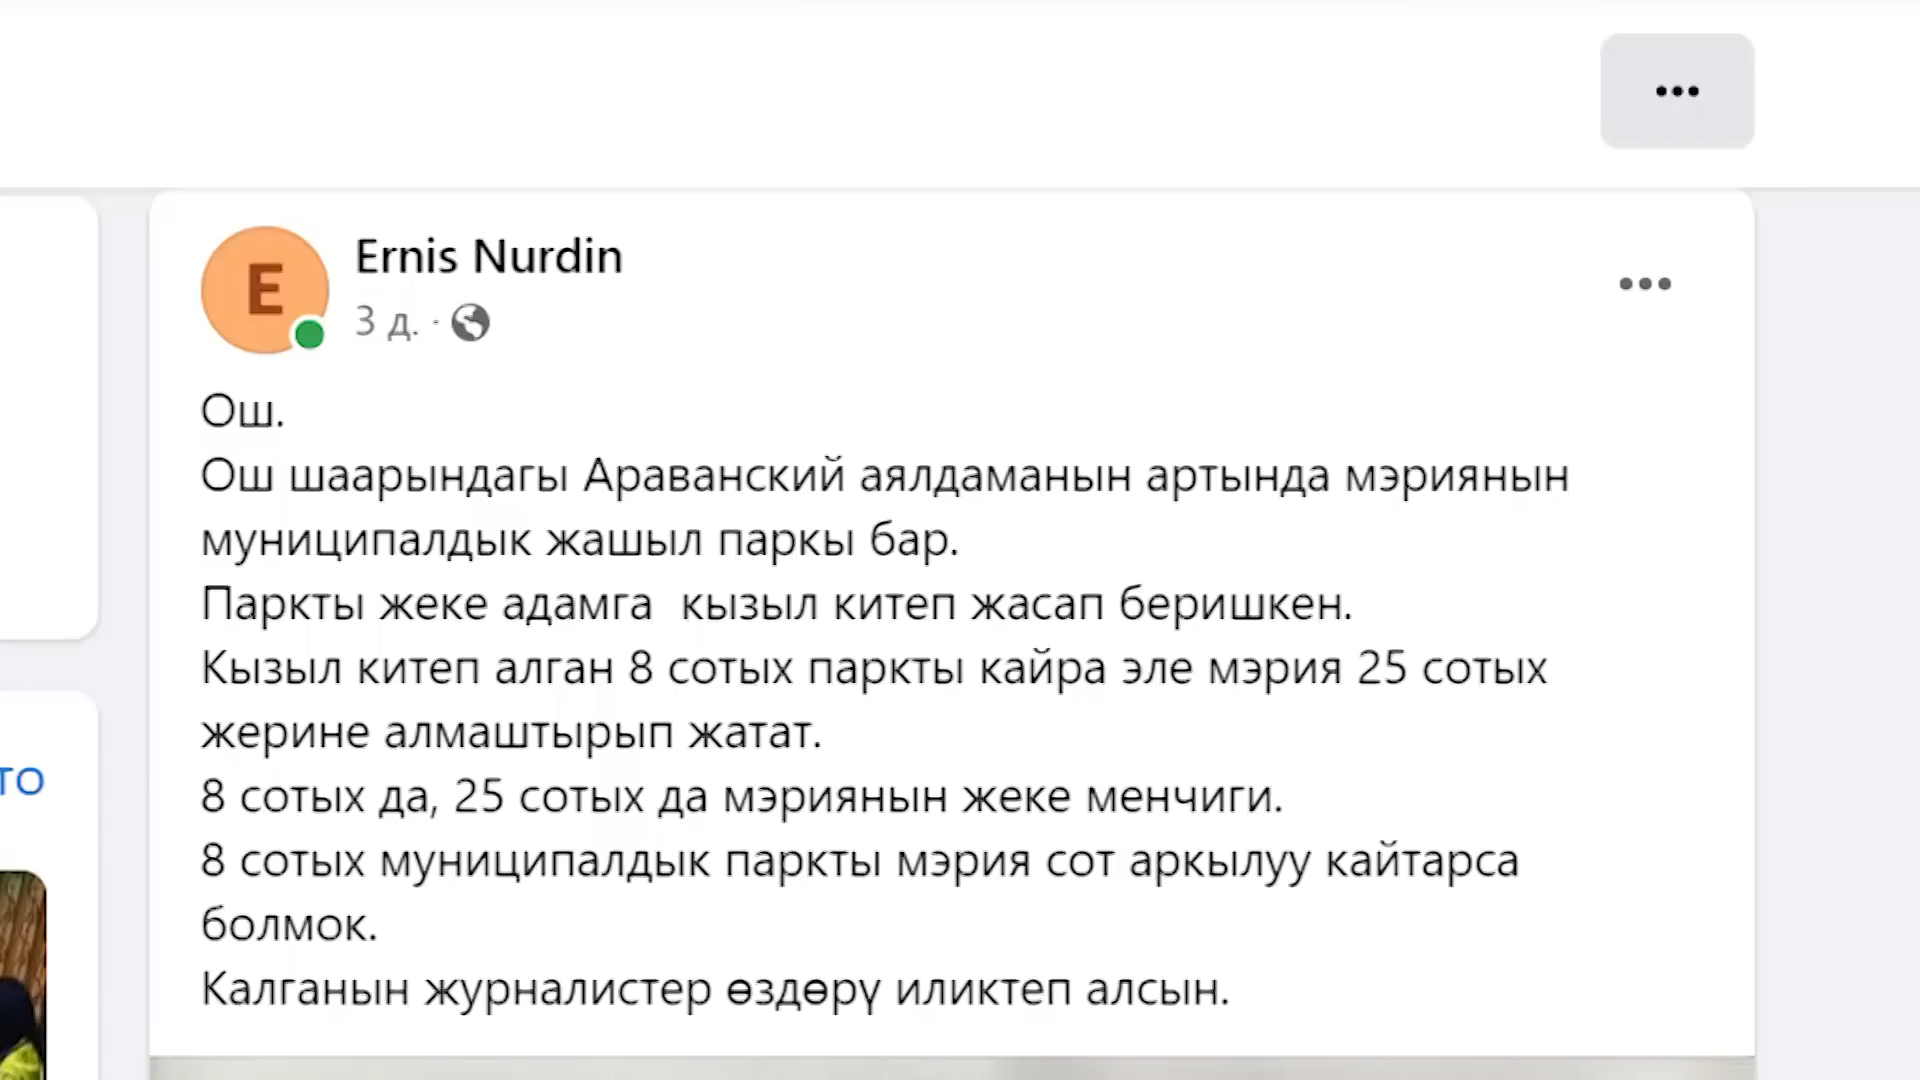 Ernis Nurdin
3 д. ·
Ош.
Ош шаарындагы Араванский аялдаманын артында мэриянын
муниципалдык жашыл паркы бар.
Паркты жеке адамга кызыл китеп жасап беришкен.
Кызыл китеп алган 8 сотых паркты кайра эле мэрия 25 сотых
жерине алмаштырып жатат.
8 сотых да, 25 сотых да мэриянын жеке менчиги.
8 сотых муниципалдык паркты мэрия сот аркылуу кайтарса
болмок.
Калганын журналистер өздөрү иликтеп алсын.
E
то